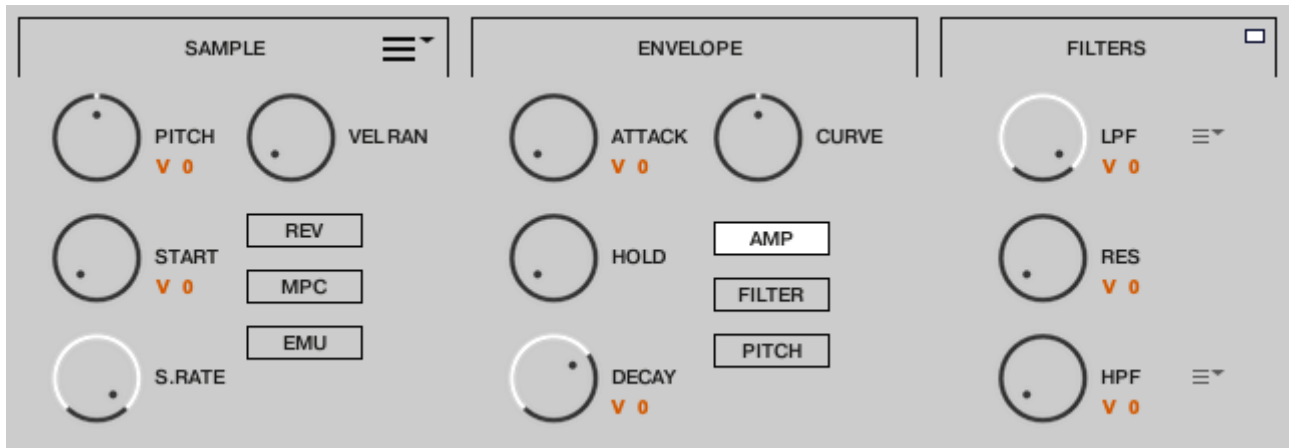 SAMPLE
PITCH
V 0
VEL RAN
START
V 0
REV
MPC
EMU
S.RATE
ENVELOPE
ATTACK
V 0
CURVE
HOLD
AMP
FILTER
PITCH
DECAY
V 0
FILTERS
LPF
V 0
RES
V 0
HPF
V 0